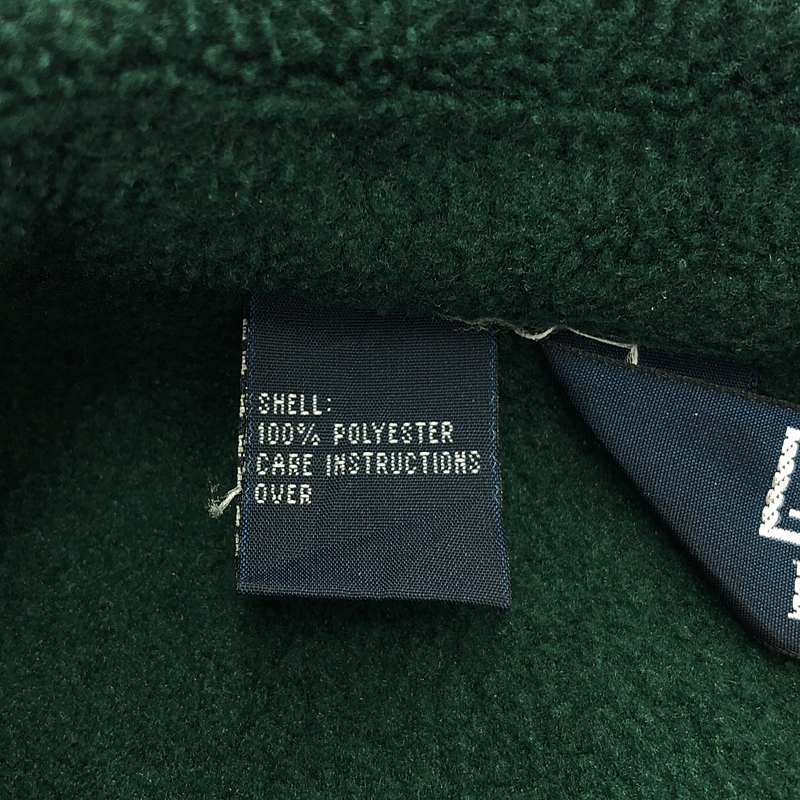 SHELL:
100% POLYESTER
CARE INSTRUCTIONS
OVER